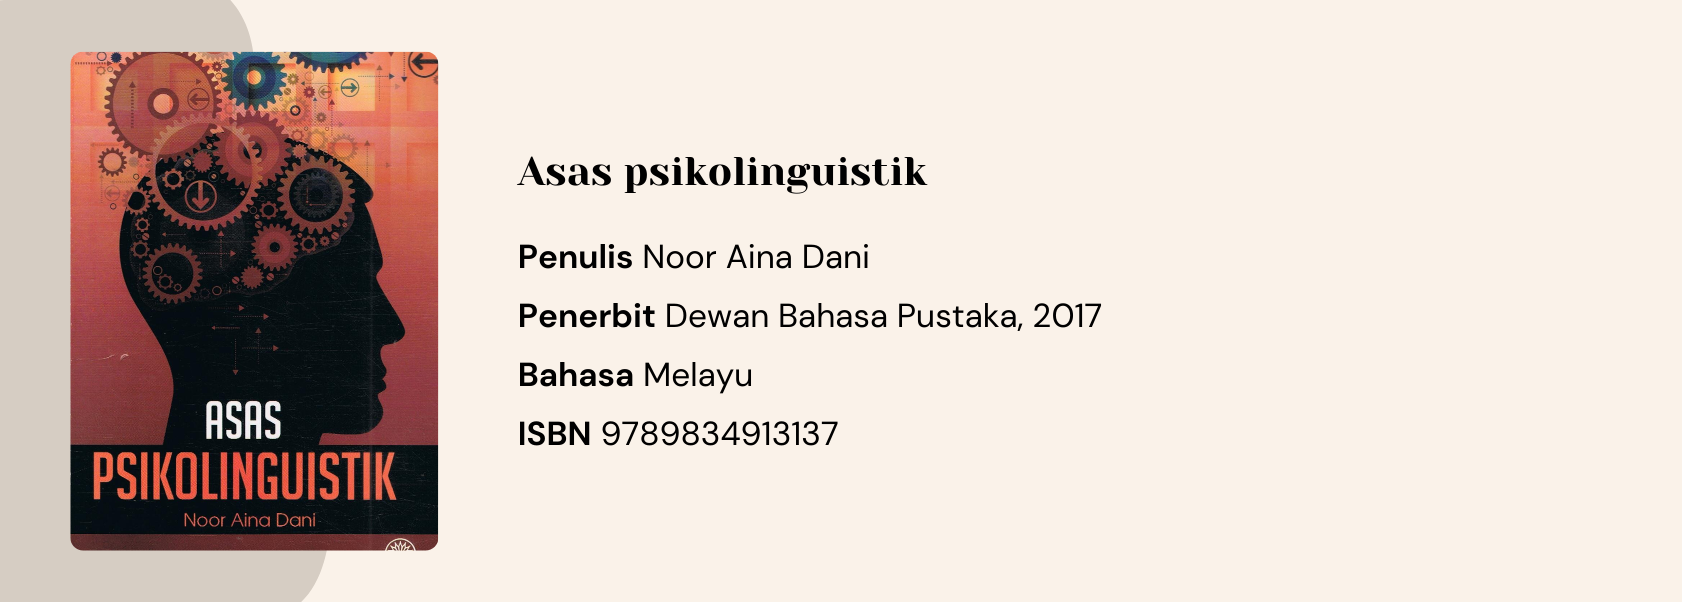 ASAS
PSIKOLINGUISTIK
Noor Aina Dani
Asas psikolinguistik
Penulis Noor Aina Dani
Penerbit Dewan Bahasa Pustaka, 2017
Bahasa Melayu
ISBN 9789834913137